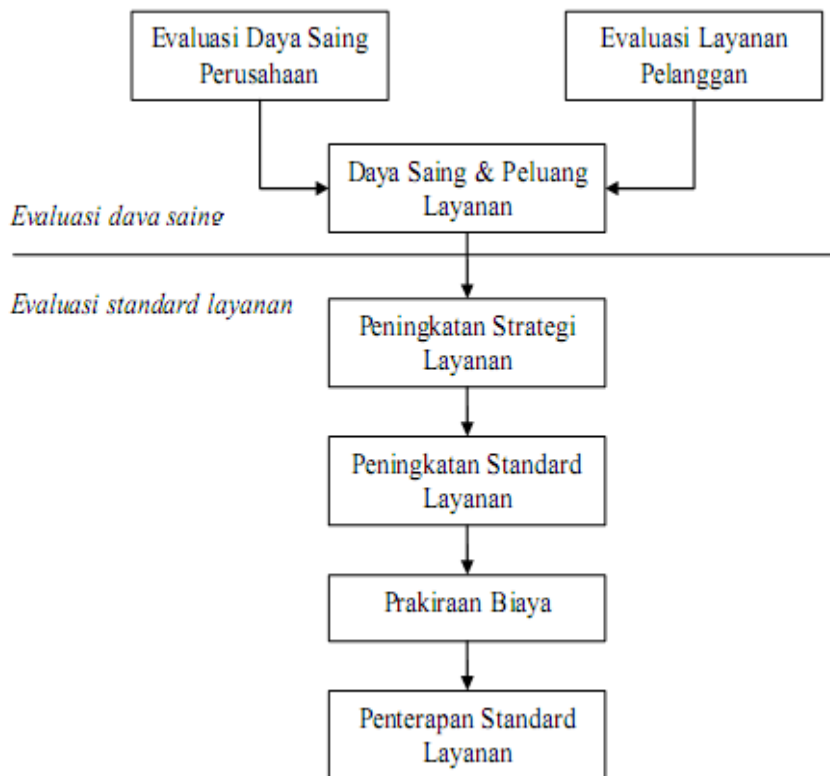 Evaluasi Daya Saing
Perusahaan
Evaluasi Layanan
Pelanggan
Daya Saing & Peluang
Layanan
Evaluasi daya saing
Evaluasi standard layanan
Peningkatan Strategi
Layanan
Peningkatan Standard
Layanan
Prakiraan Biaya
Penterapan Standard
Layanan